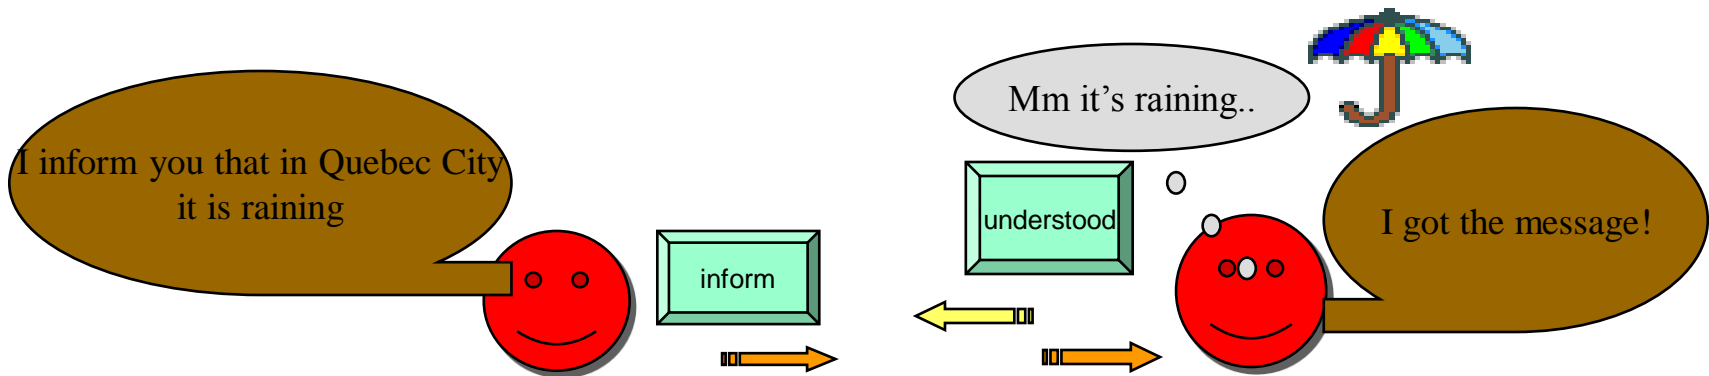 I inform you that in Quebec City
it is raining
inform
Mm it's raining..
understood
I got the message!